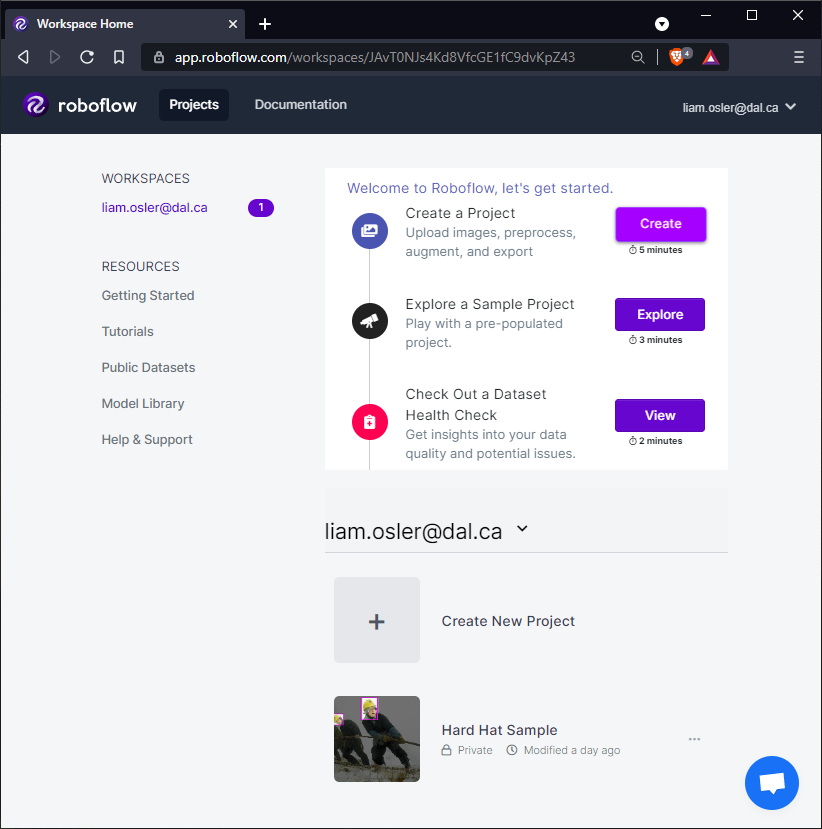 Workspace Home
app.roboflow.com/workspaces/JAvT0NJs4Kd8VfcGE1fC9dvKpZ43
4
roboflow
Projects
Documentation
liam.osler@dal.ca
WORKSPACES
liam.osler@dal.ca
1
RESOURCES
Getting Started
Tutorials
Public Datasets
Model Library
Help & Support
Welcome to Roboflow, let's get started.
Create a Project
Upload images, preprocess,
augment, and export
Create
5 minutes
Explore a Sample Project
Play with a pre-populated
project.
Explore
3 minutes
Check Out a Dataset
Health Check
Get insights into your data
quality and potential issues.
View
2 minutes
liam.osler@dal.ca
Create New Project
Hard Hat Sample
Private
Modified a day ago